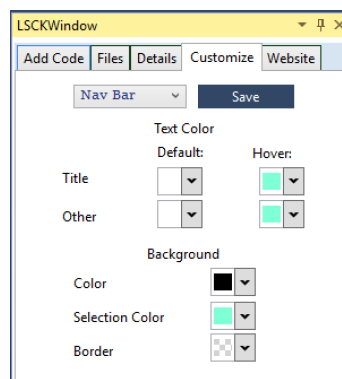 LSCKWindow
Add Code Files Details Customize Website
Nav Bar Save
Text Color
Default: Hover:
Title
Other
Background
Color
Selection Color
Border